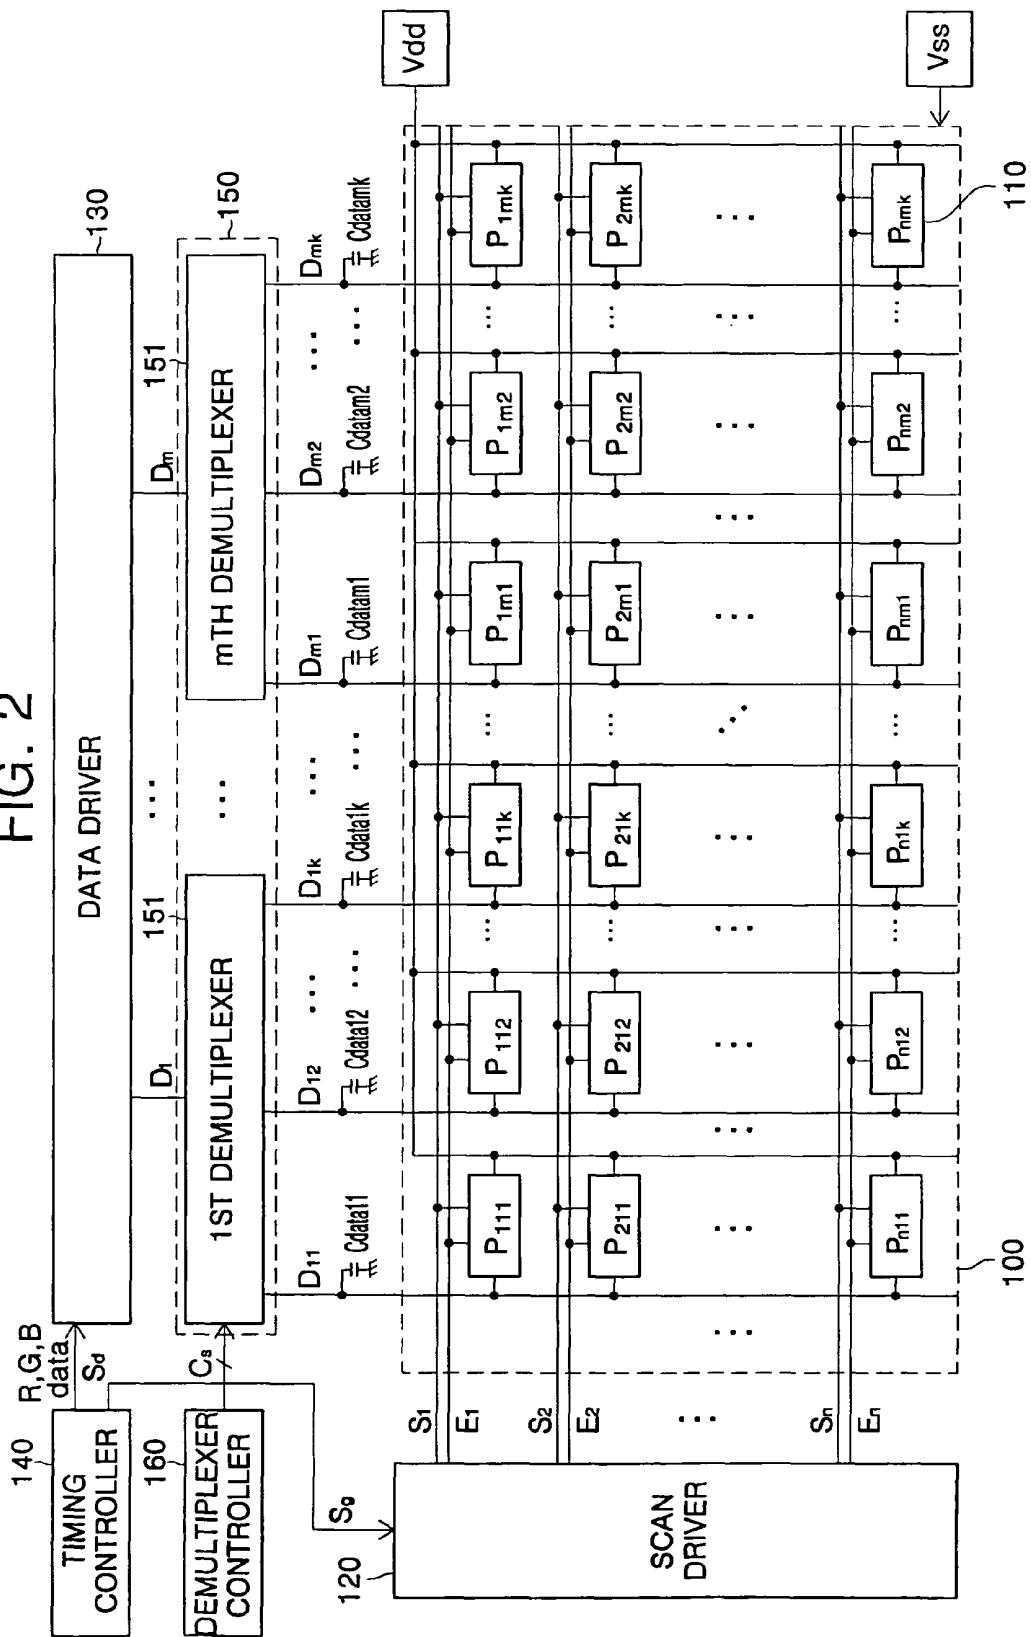 FIG. 2
140
TIMING CONTROLLER
R,G,B data
Sd
DATA DRIVER
130
160
DEMULTIPLEXER CONTROLLER
Cs
D1
...
Dm
150
1ST DEMULTIPLEXER
151
...
mTH DEMULTIPLEXER
151
D11
D12
...
D1k
...
Dm1
Dm2
...
Dmk
Cdata11
Cdata12
...
Cdata1k
...
Cdatam1
Cdatam2
...
Cdatamk
Sg
120
SCAN DRIVER
Vdd
S1
E1
P111
P112
...
P11k
...
P1m1
P1m2
...
P1mk
S2
E2
P211
P212
...
P21k
...
P2m1
P2m2
...
P2mk
...
Sn
En
Pn11
Pn12
...
Pn1k
...
Pnm1
Pnm2
...
Pnmk
Vss
100
110